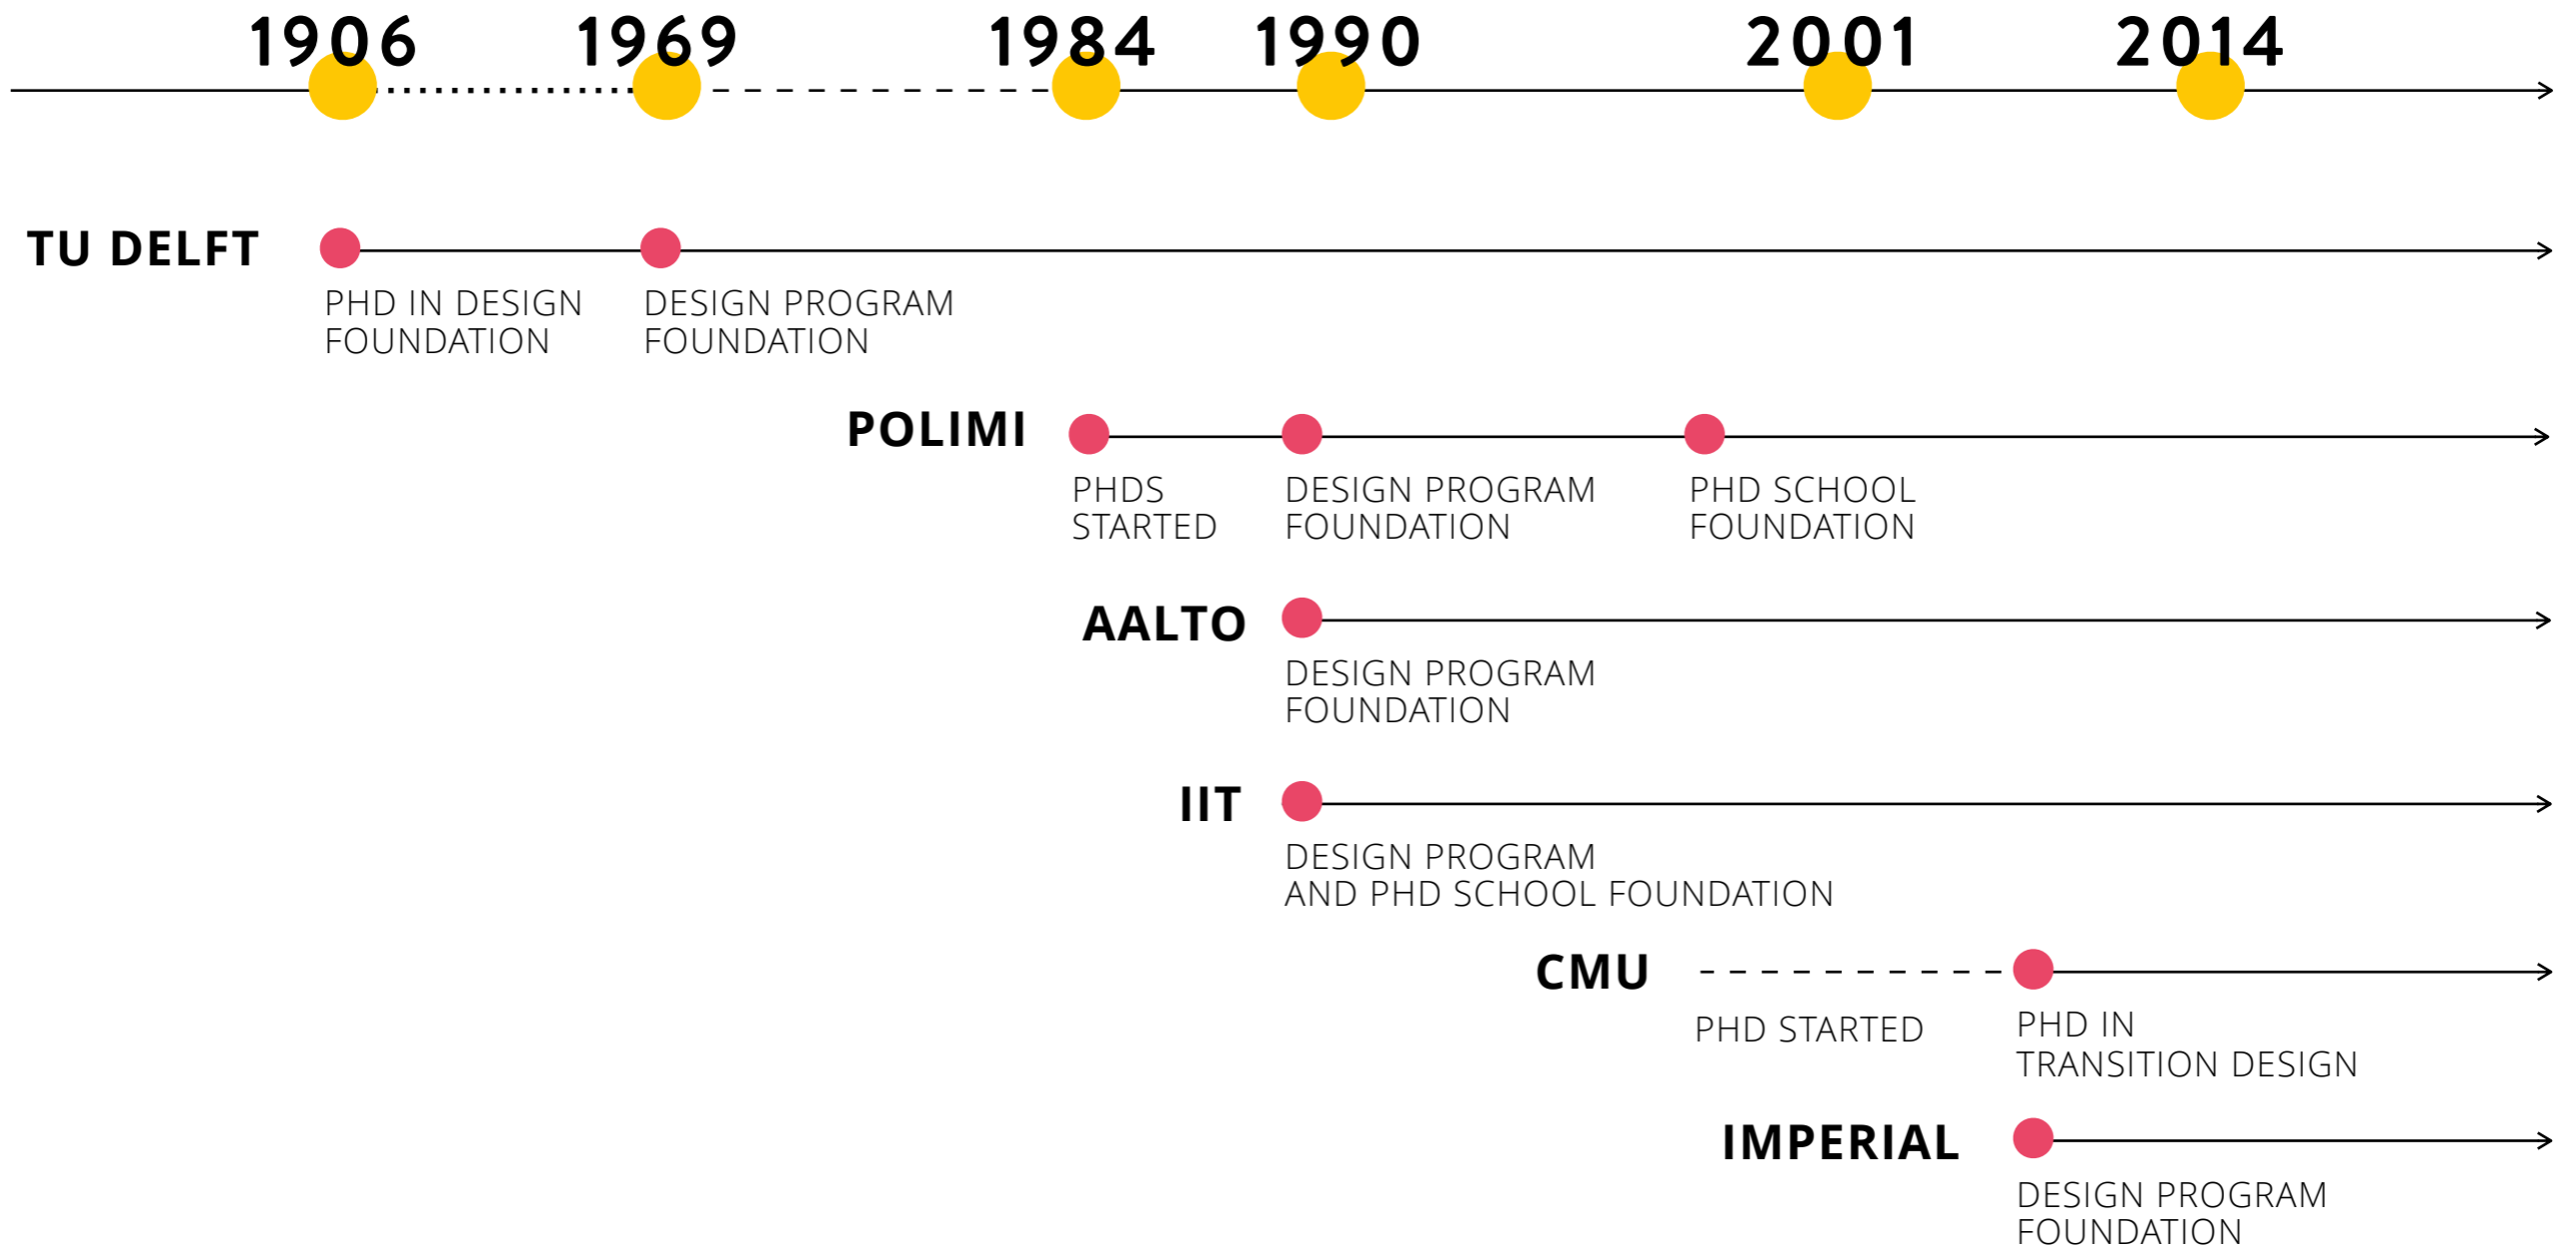 1906 1969 1984 1990 2001 2014
TU DELFT
PHD IN DESIGN
FOUNDATION
DESIGN PROGRAM
FOUNDATION
POLIMI
PHDS
STARTED
DESIGN PROGRAM
FOUNDATION
PHD SCHOOL
FOUNDATION
AALTO
DESIGN PROGRAM
FOUNDATION
IIT
DESIGN PROGRAM
AND PHD SCHOOL FOUNDATION
CMU
PHD STARTED
PHD IN
TRANSITION DESIGN
IMPERIAL
DESIGN PROGRAM
FOUNDATION